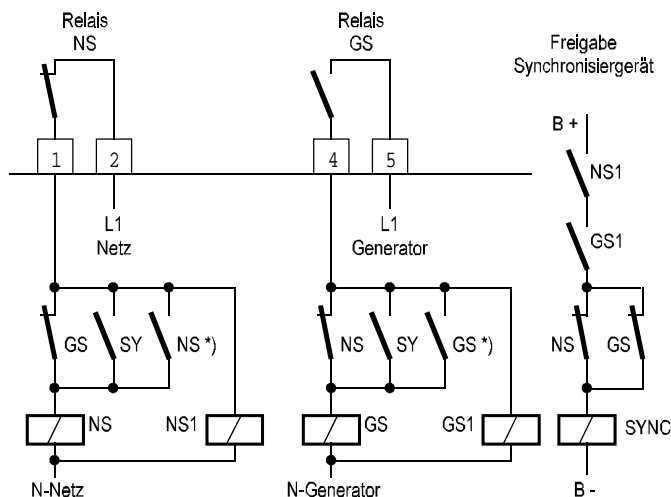 Relais
NS
Relais
GS
Freigabe
Synchronisiergerät
B +
1
2
4
5
NS1
L1
Netz
L1
Generator
GS1
GS
SY
NS *)
NS
SY
GS *)
NS
GS
NS
NS1
GS
GS1
SYNC
N-Netz
N-Generator
B -